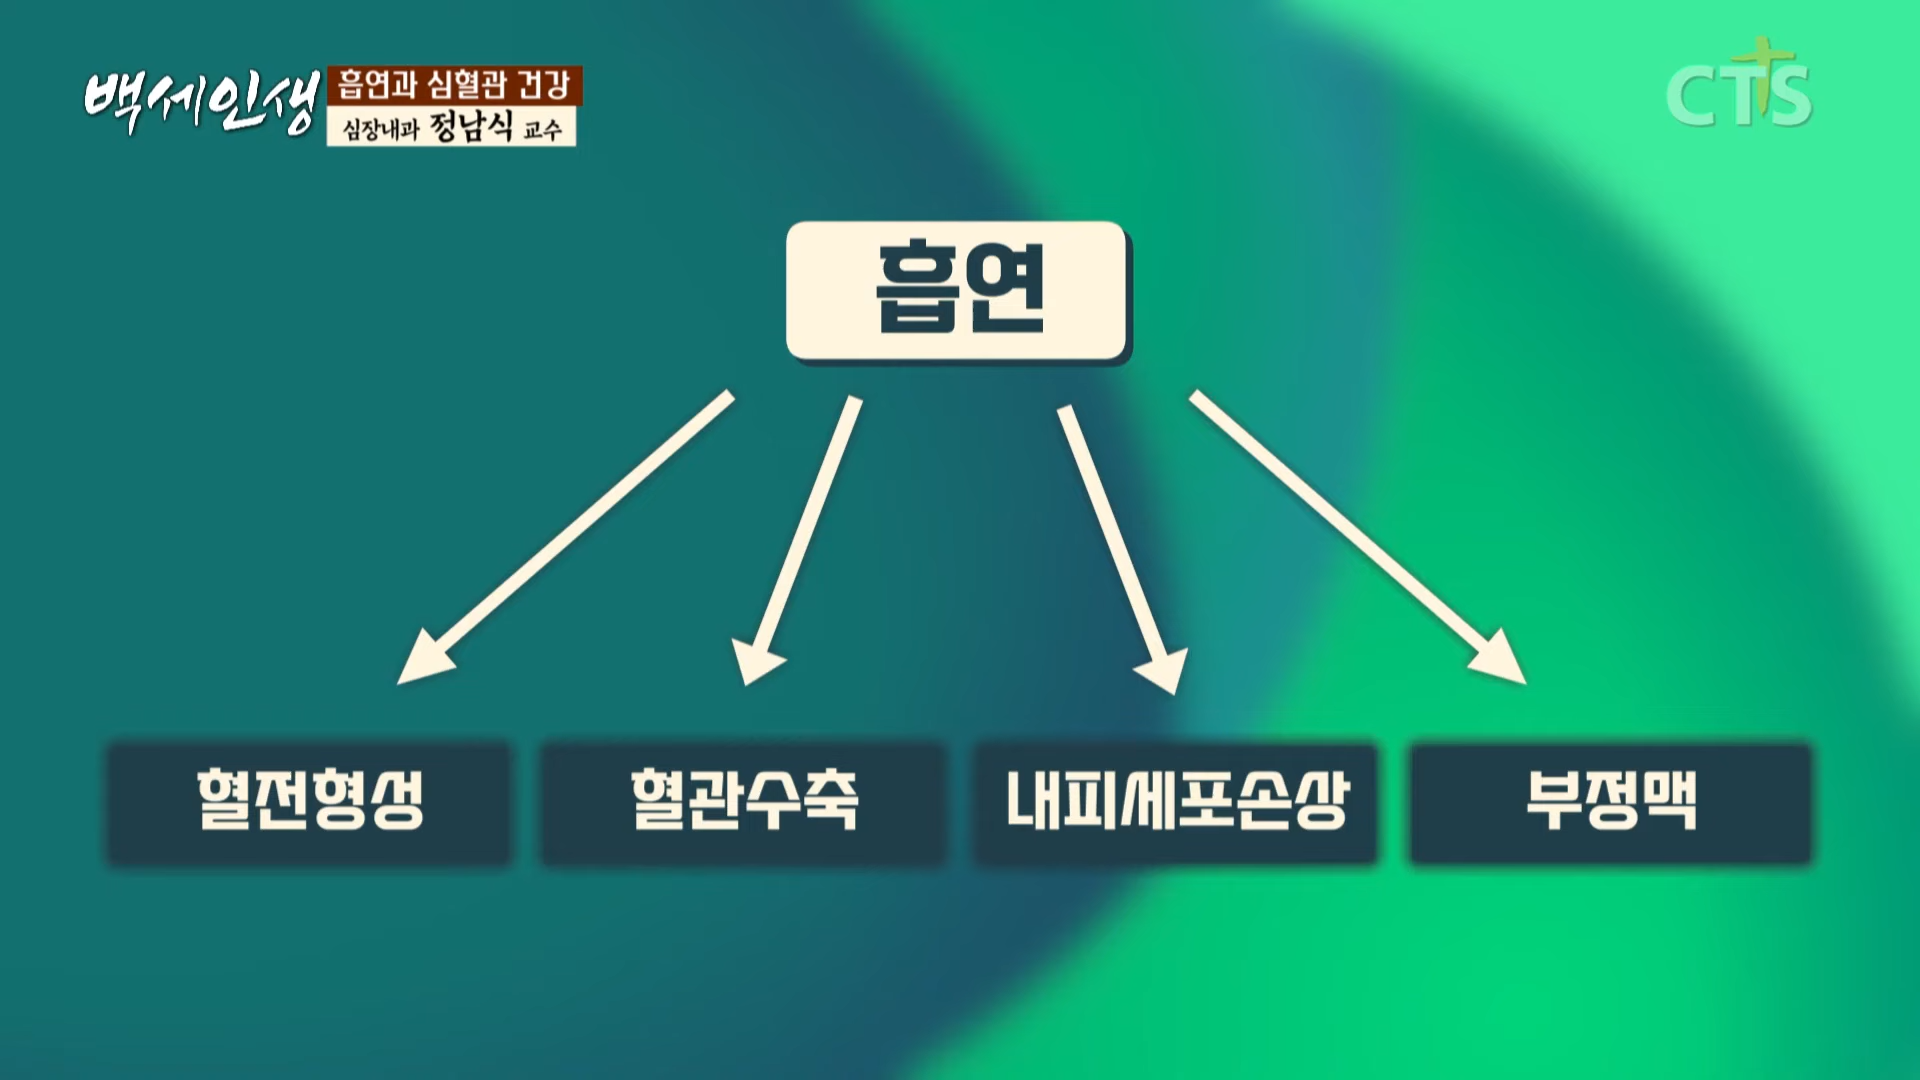 백세인생
흡연과 심혈관 건강
심장내과 정남식 교수
CTS
흡연
혈전형성
혈관수축
내피세포손상
부정맥